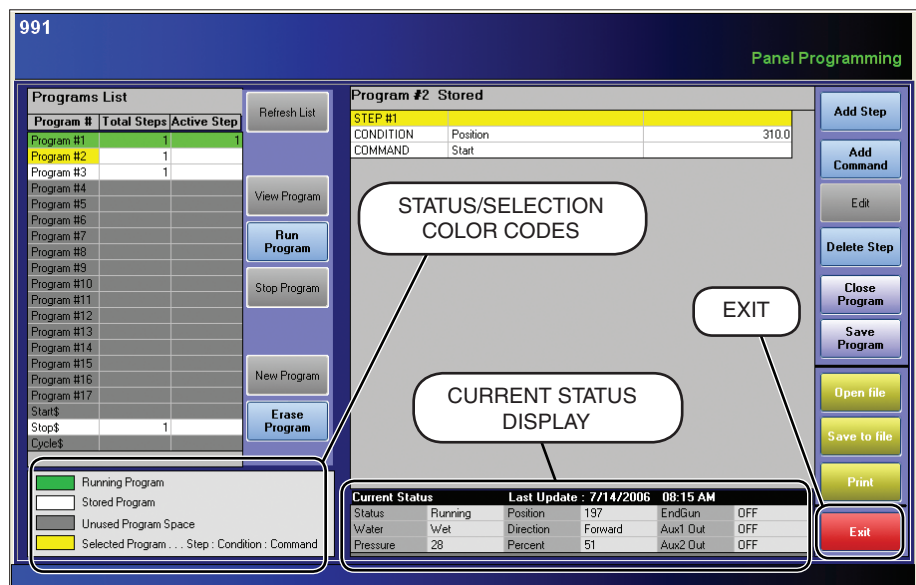 991
Panel Programming
Programs List
Program # Total Steps Active Step
Program #1 1 1
Program #2 1
Program #3 1
Program #4
Program #5
Program #6
Program #7
Program #8
Program #9
Program #10
Program #11
Program #12
Program #13
Program #14
Program #15
Program #16
Program #17
Start$
Stop$ 1
Cycle$
Refresh List
View Program
Run
Program
Stop Program
New Program
Erase
Program
Program #2 Stored
STEP #1
CONDITION Position 310.0
COMMAND Start
STATUS/SELECTION
COLOR CODES
EXIT
CURRENT STATUS
DISPLAY
Add Step
Add
Command
Edit
Delete Step
Close
Program
Save
Program
Open file
Save to file
Print
Exit
Running Program
Stored Program
Unused Program Space
Selected Program . . . Step : Condition : Command
Current Status Last Update : 7/14/2006 08:15 AM
Status Running Position 197 EndGun OFF
Water Wet Direction Forward Aux1 Out OFF
Pressure 28 Percent 51 Aux2 Out OFF